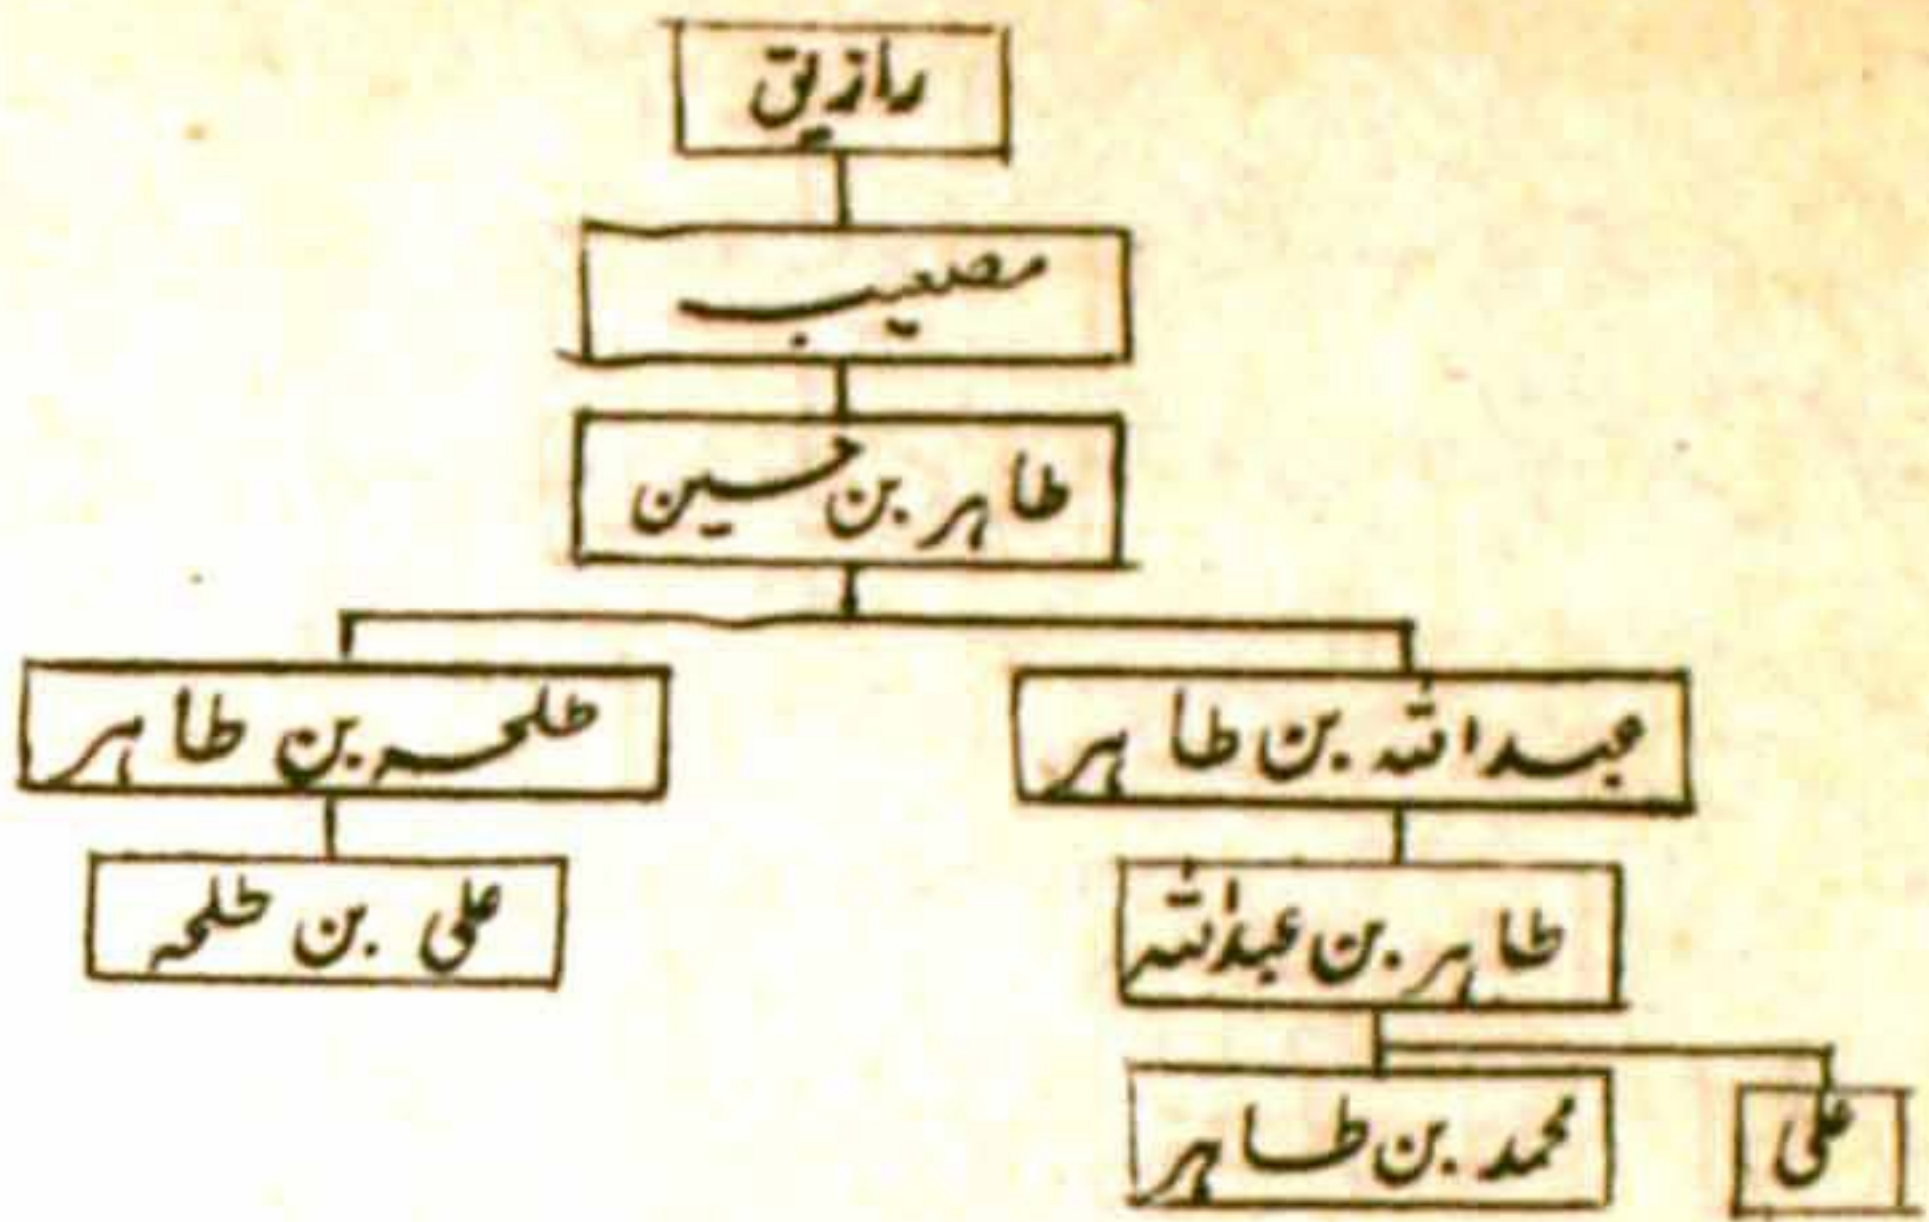 رازیق
مصعیب
طاہر بن حسین
عبداللہ بن طاہر
طلحہ بن طاہر
طاہر بن عبداللہ
علی بن طلحہ
علی
محمد بن طاہر